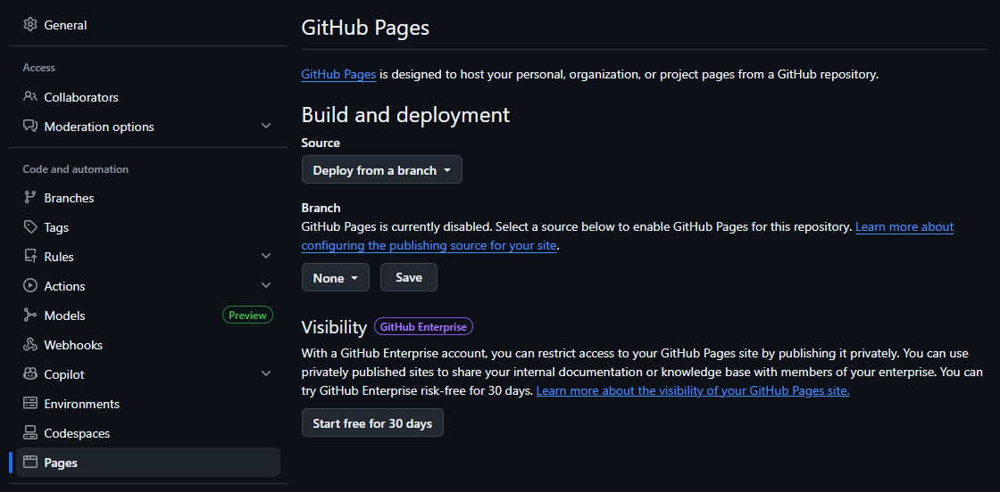 General
Access
Collaborators
Moderation options
Code and automation
Branches
Tags
Rules
Actions
Models Preview
Webhooks
Copilot
Environments
Codespaces
Pages
GitHub Pages
GitHub Pages is designed to host your personal, organization, or project pages from a GitHub repository.
Build and deployment
Source
Deploy from a branch
Branch
GitHub Pages is currently disabled. Select a source below to enable GitHub Pages for this repository. Learn more about
configuring the publishing source for your site.
None Save
Visibility GitHub Enterprise
With a GitHub Enterprise account, you can restrict access to your GitHub Pages site by publishing it privately. You can use
privately published sites to share your internal documentation or knowledge base with members of your enterprise. You can
try GitHub Enterprise risk-free for 30 days. Learn more about the visibility of your GitHub Pages site.
Start free for 30 days